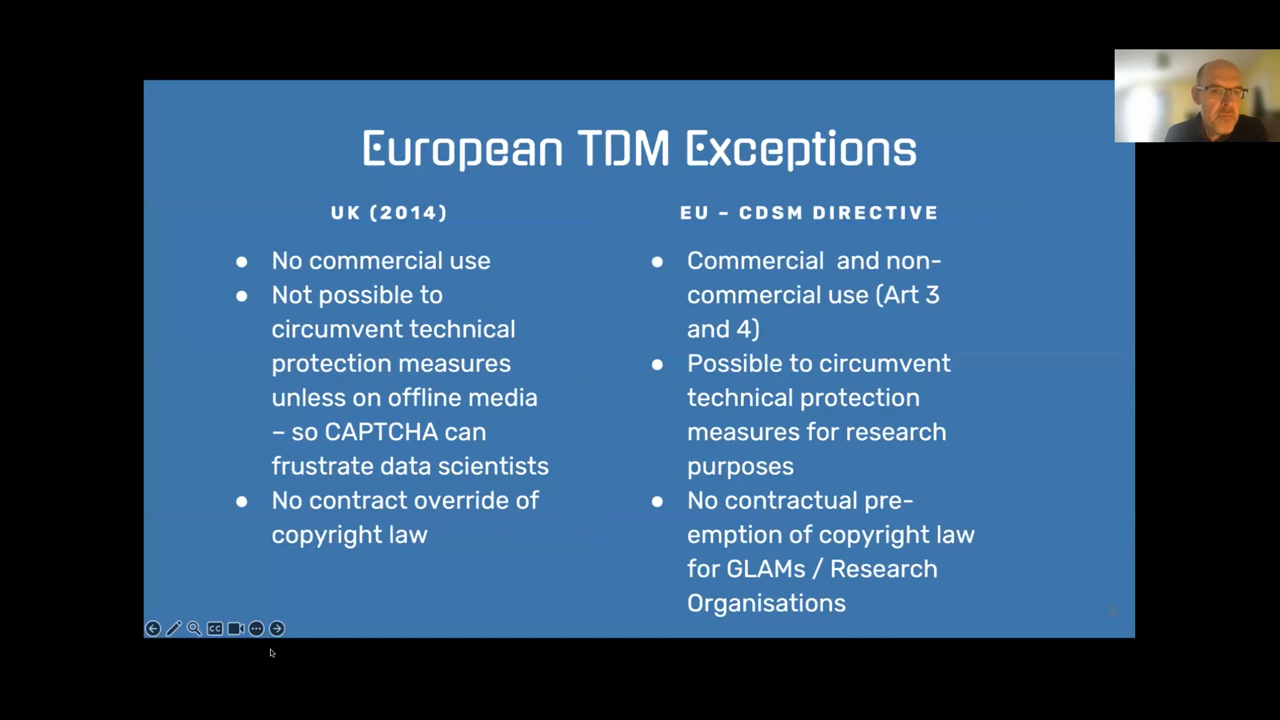 European TDM Exceptions
UK (2014)
● No commercial use
● Not possible to
circumvent technical
protection measures
unless on offline media
– so CAPTCHA can
frustrate data scientists
● No contract override of
copyright law
EU – CDSM DIRECTIVE
● Commercial and non-
commercial use (Art 3
and 4)
● Possible to circumvent
technical protection
measures for research
purposes
● No contractual pre-
emption of copyright law
for GLAMs / Research
Organisations
CC